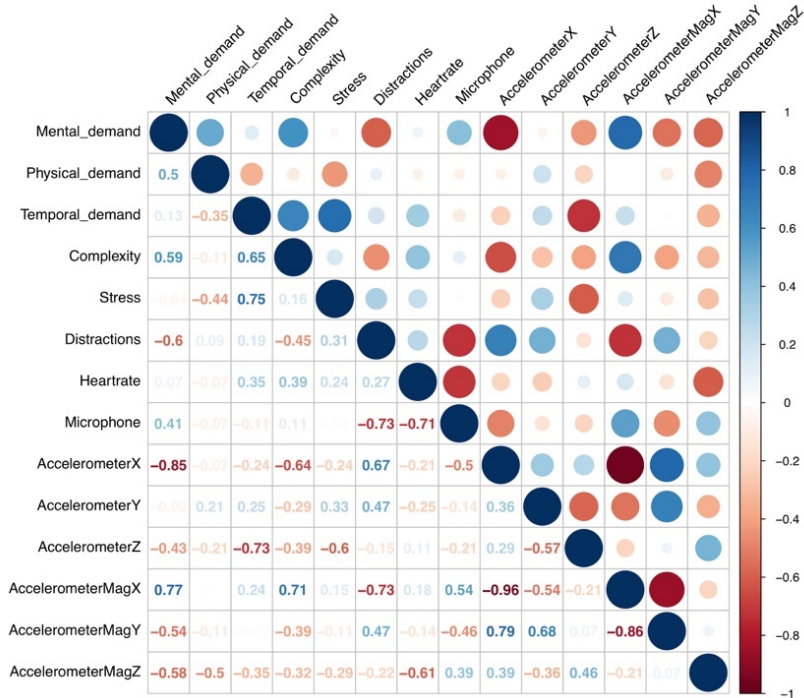 Mental_demand Physical_demand Temporal_demand Complexity Stress Distractions Heartrate Microphone AccelerometerX AccelerometerY AccelerometerZ AccelerometerMagX AccelerometerMagY AccelerometerMagZ
1
Mental_demand
0.8
Physical_demand 0.5
Temporal_demand 0.13 −0.35
0.6
Complexity 0.59 −0.11 0.65
0.4
Stress −0.44 0.75 0.16
Distractions −0.6 0.09 0.19 −0.45 0.31
0.2
Heartrate 0.07 −0.07 0.35 0.39 0.24 0.27
0
Microphone 0.41 −0.07 −0.11 0.11 −0.73 −0.71
AccelerometerX −0.85 −0.07 −0.24 −0.64 −0.24 0.67 −0.21 −0.5
−0.2
AccelerometerY −0.05 0.21 0.25 −0.29 0.33 0.47 −0.25 −0.14 0.36
−0.4
AccelerometerZ −0.43 −0.21 −0.73 −0.39 −0.6 −0.15 0.11 −0.21 0.29 −0.57
AccelerometerMagX 0.77 0.24 0.71 0.15 −0.73 0.18 0.54 −0.96 −0.54 −0.21
−0.6
AccelerometerMagY −0.54 −0.11 −0.39 −0.11 0.47 −0.14 −0.46 0.79 0.68 0.07 −0.86
−0.8
AccelerometerMagZ −0.58 −0.5 −0.35 −0.32 −0.29 −0.22 −0.61 0.39 0.39 −0.36 0.46 −0.21 0.07
−1